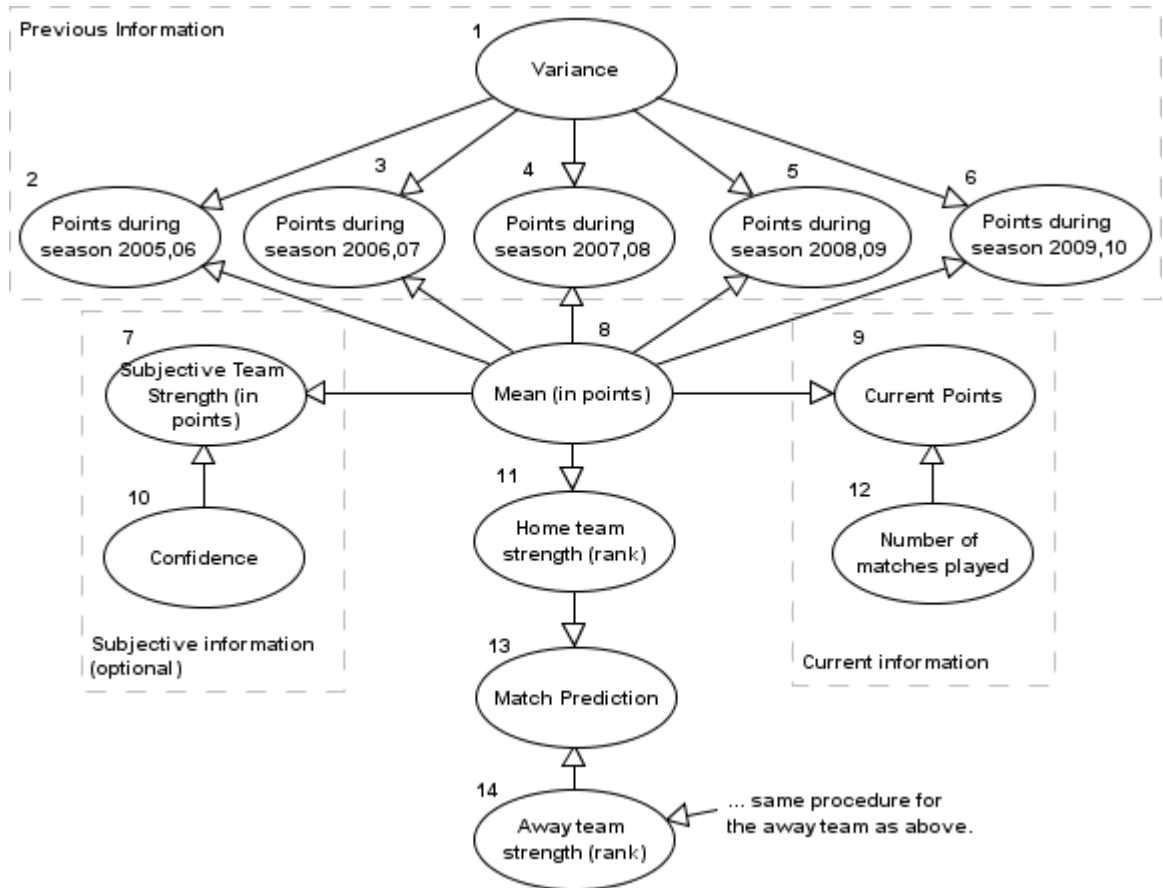 Previous Information
1
Variance
2
Points during
season 2005,06
3
Points during
season 2006,07
4
Points during
season 2007,08
5
Points during
season 2008,09
6
Points during
season 2009,10
7
Subjective Team
Strength (in
points)
8
Mean (in points)
9
Current Points
10
Confidence
Subjective information
(optional)
11
Home team
strength (rank)
12
Number of
matches played
Current information
13
Match Prediction
14
Away team
strength (rank)
... same procedure for
the away team as above.